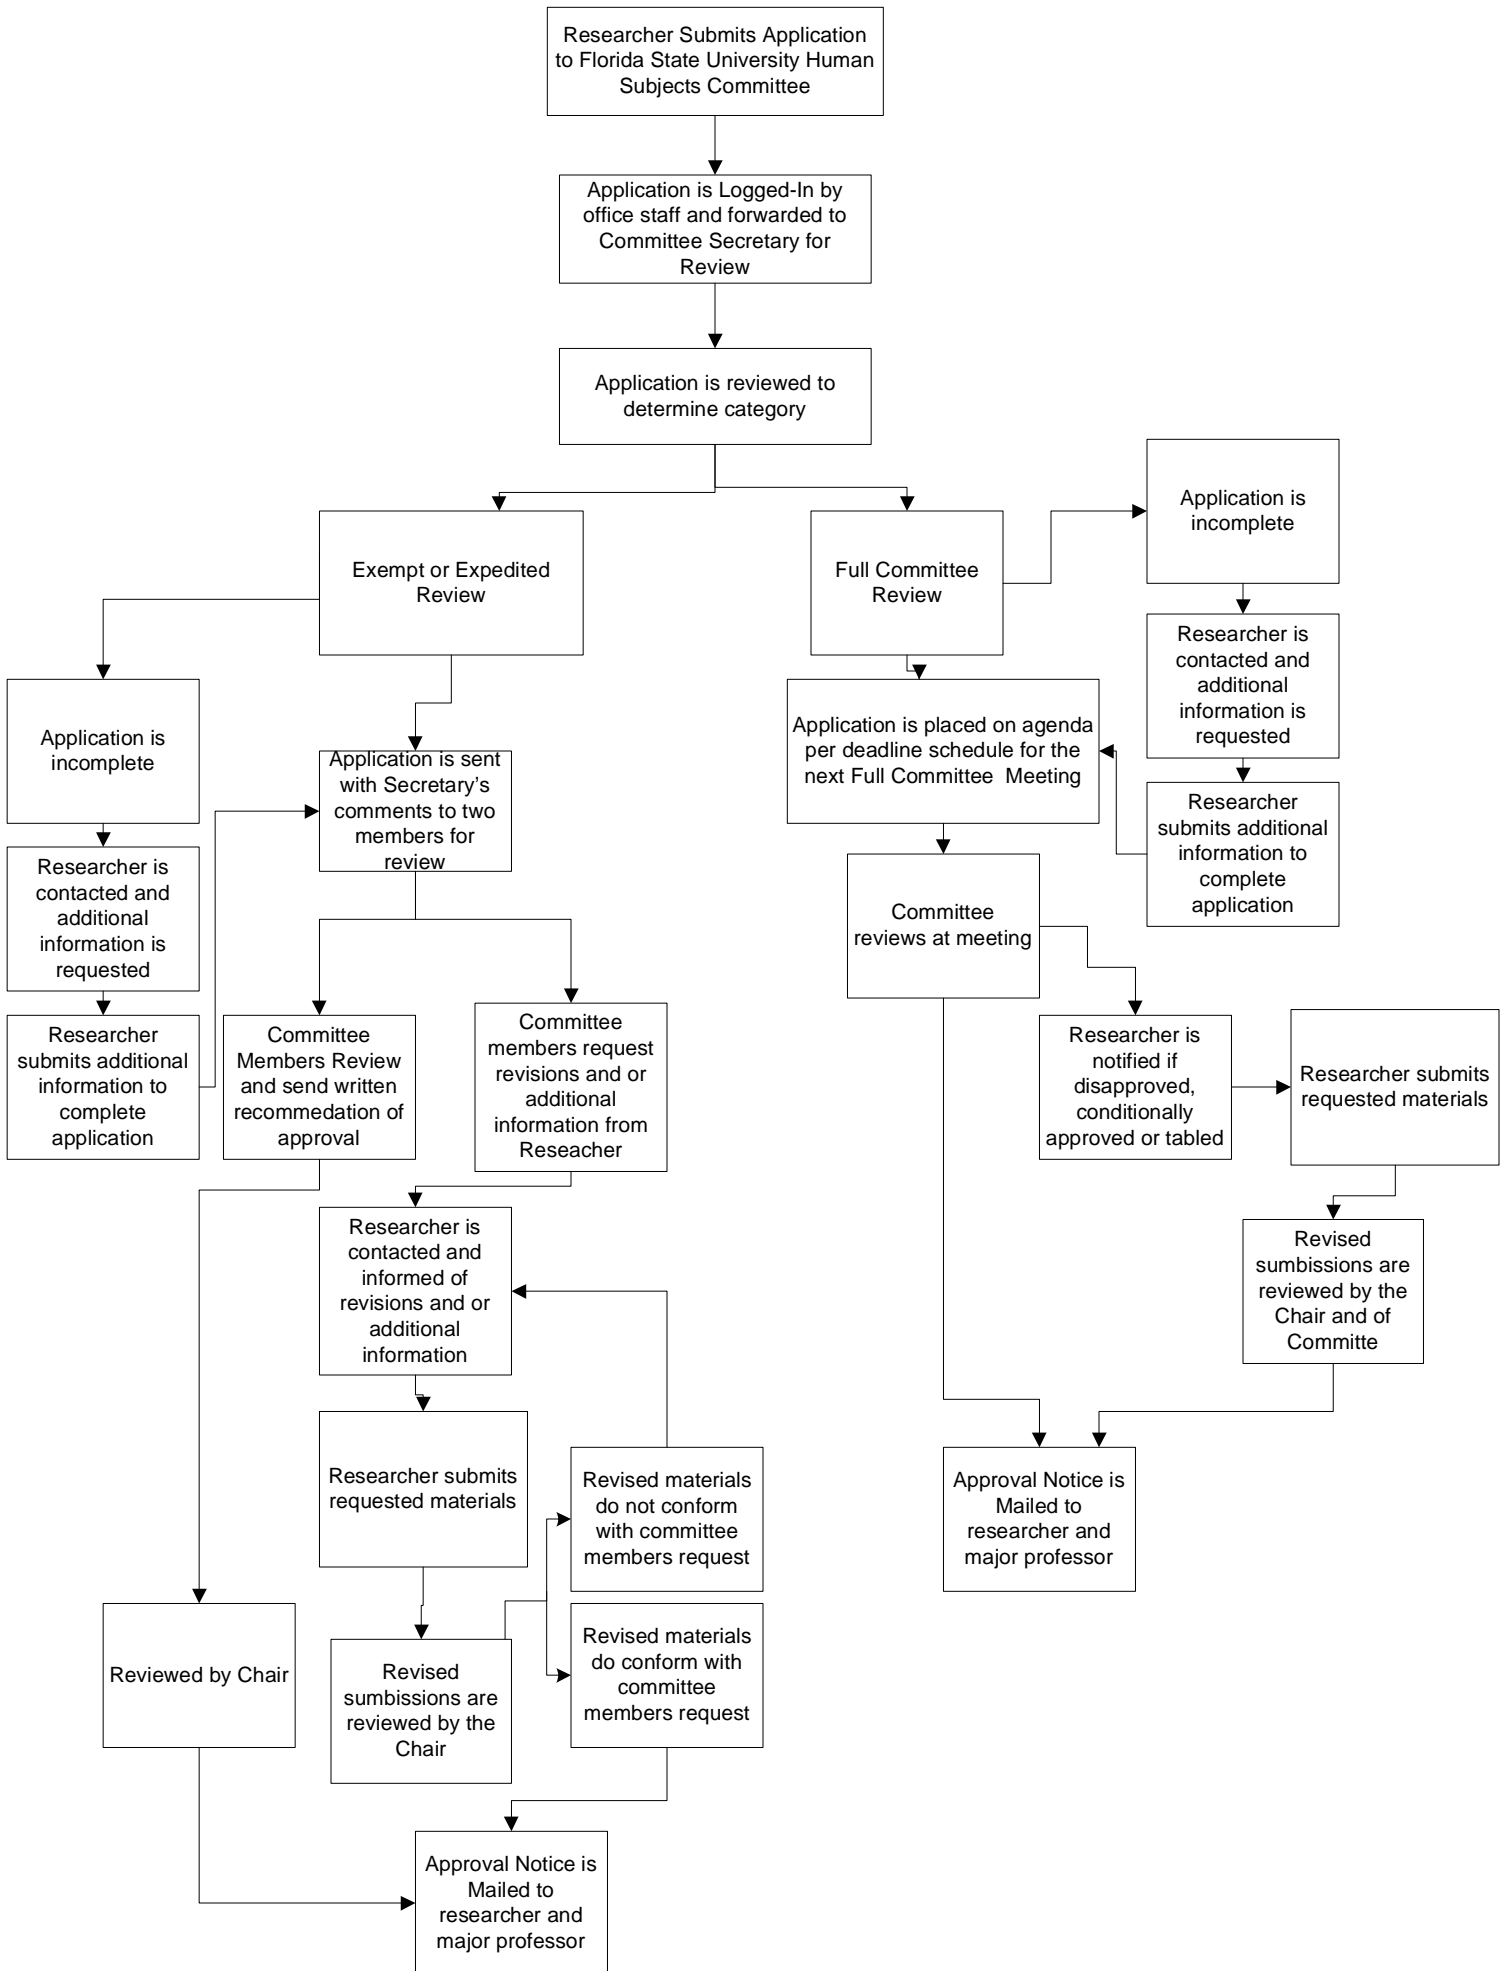 Researcher Submits Application
to Florida State University Human
Subjects Committee
Application is Logged-In by
office staff and forwarded to
Committee Secretary for
Review
Application is reviewed to
determine category
Exempt or Expedited
Review
Full Committee
Review
Application is
incomplete
Researcher is
contacted and
additional
information is
requested
Researcher
submits additional
information to
complete
application
Application is placed on agenda
per deadline schedule for the
next Full Committee Meeting
Committee
reviews at meeting
Researcher is
notified if
disapproved,
conditionally
approved or tabled
Researcher submits
requested materials
Revised
sumbissions are
reviewed by the
Chair and of
Committe
Approval Notice is
Mailed to
researcher and
major professor
Application is
incomplete
Researcher is
contacted and
additional
information is
requested
Researcher
submits additional
information to
complete
application
Application is sent
with Secretary's
comments to two
members for
review
Committee
Members Review
and send written
recommedation of
approval
Committee
members request
revisions and or
additional
information from
Reseacher
Researcher is
contacted and
informed of
revisions and or
additional
information
Researcher submits
requested materials
Revised materials
do not conform
with committee
members request
Revised materials
do conform with
committee
members request
Reviewed by Chair
Revised
sumbissions are
reviewed by the
Chair
Approval Notice is
Mailed to
researcher and
major professor